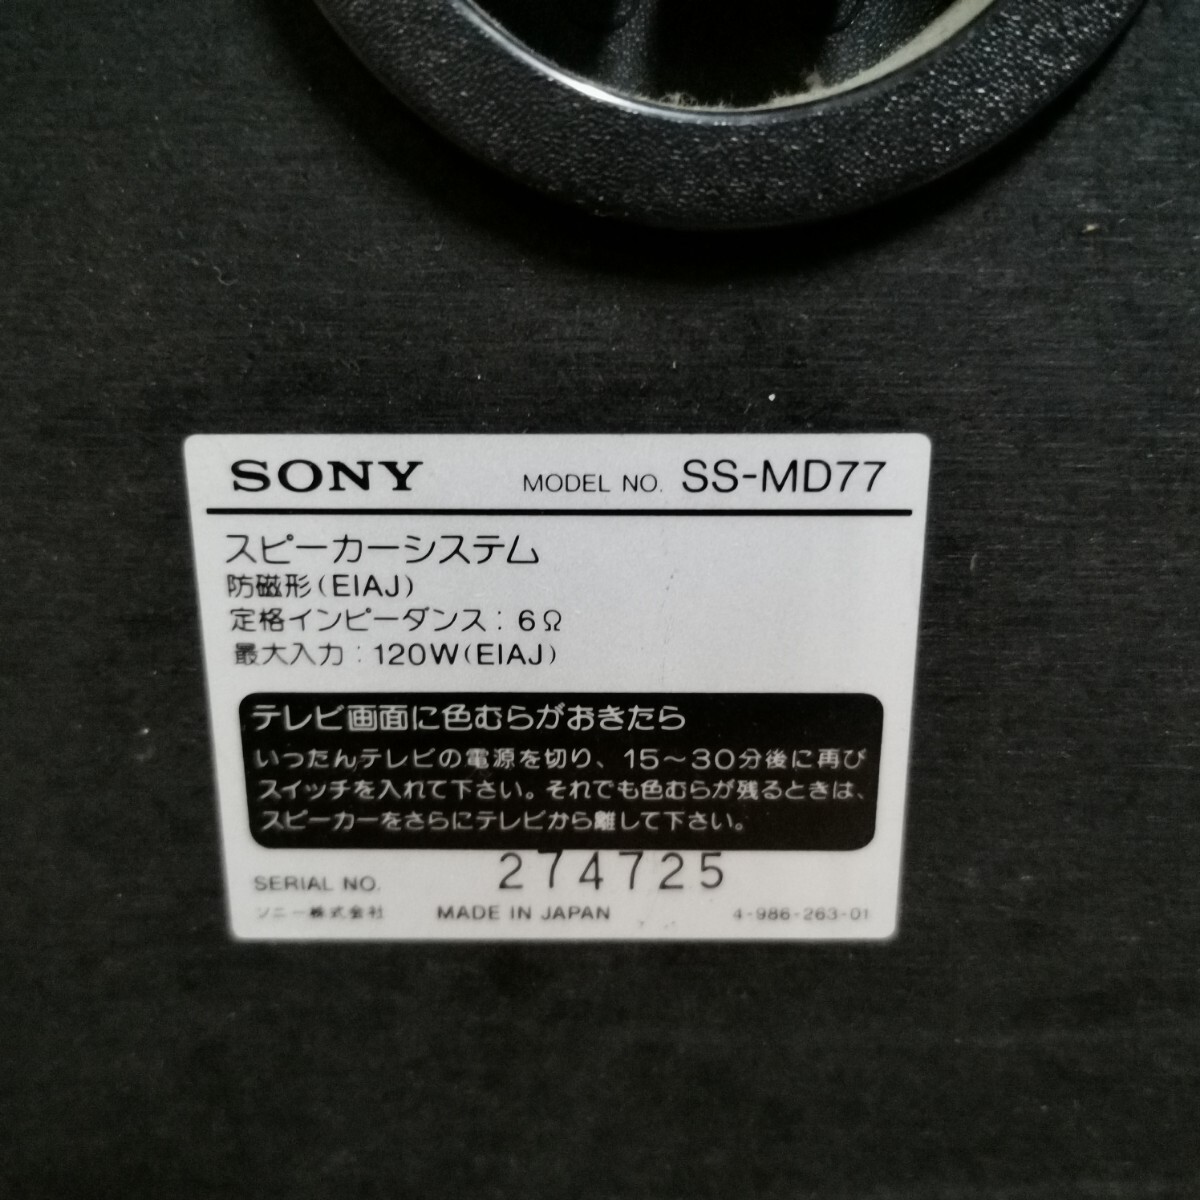 SONY MODEL NO. SS-MD77
スピーカーシステム
防磁形(EIAJ)
定格インピーダンス:6Ω
最大入力:120W(EIAJ)
テレビ画面に色むらがおきたら
いったんテレビの電源を切り、15～30分後に再び
スイッチを入れて下さい。それでも色むらが残るときは、
スピーカーをさらにテレビから離して下さい。
SERIAL NO. 274725
ソニー株式会社 MADE IN JAPAN 4-986-263-01